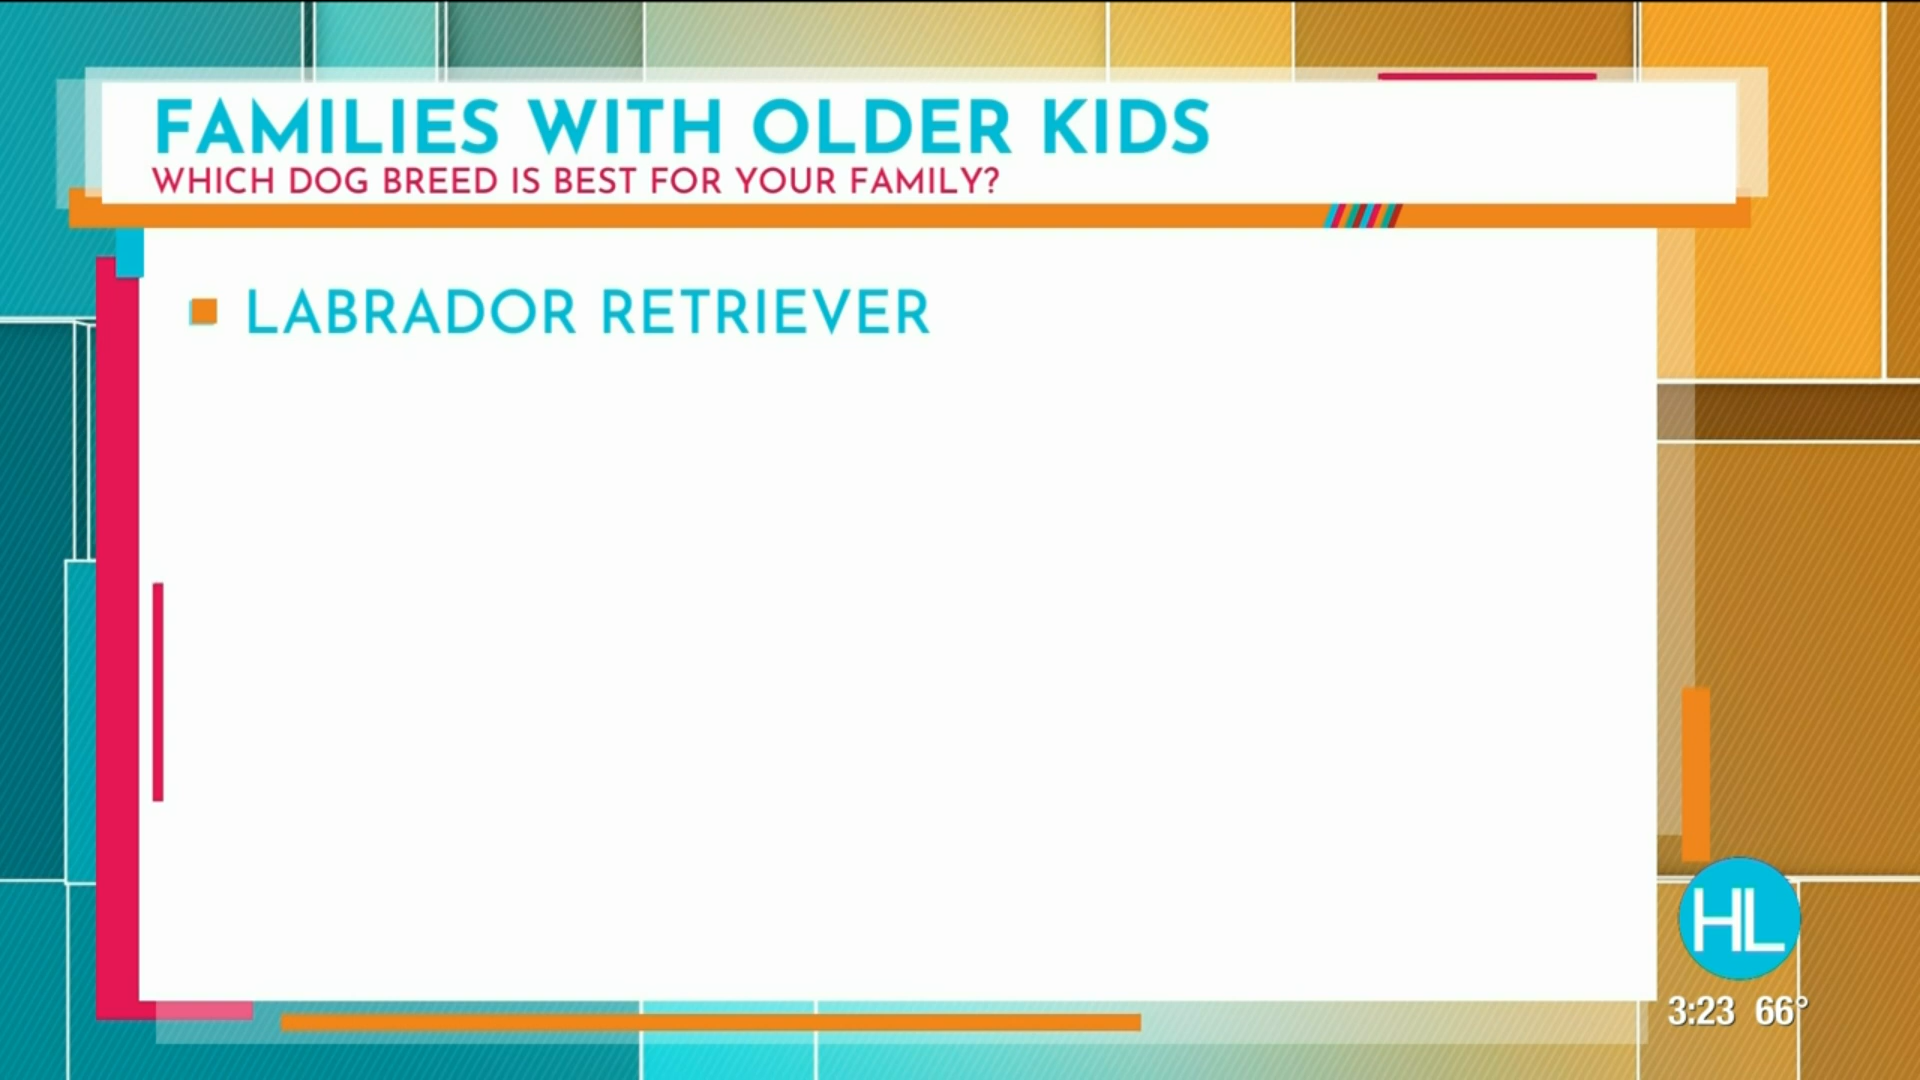 FAMILIES WITH OLDER KIDS
WHICH DOG BREED IS BEST FOR YOUR FAMILY?
LABRADOR RETRIEVER
HL
3:23 66°